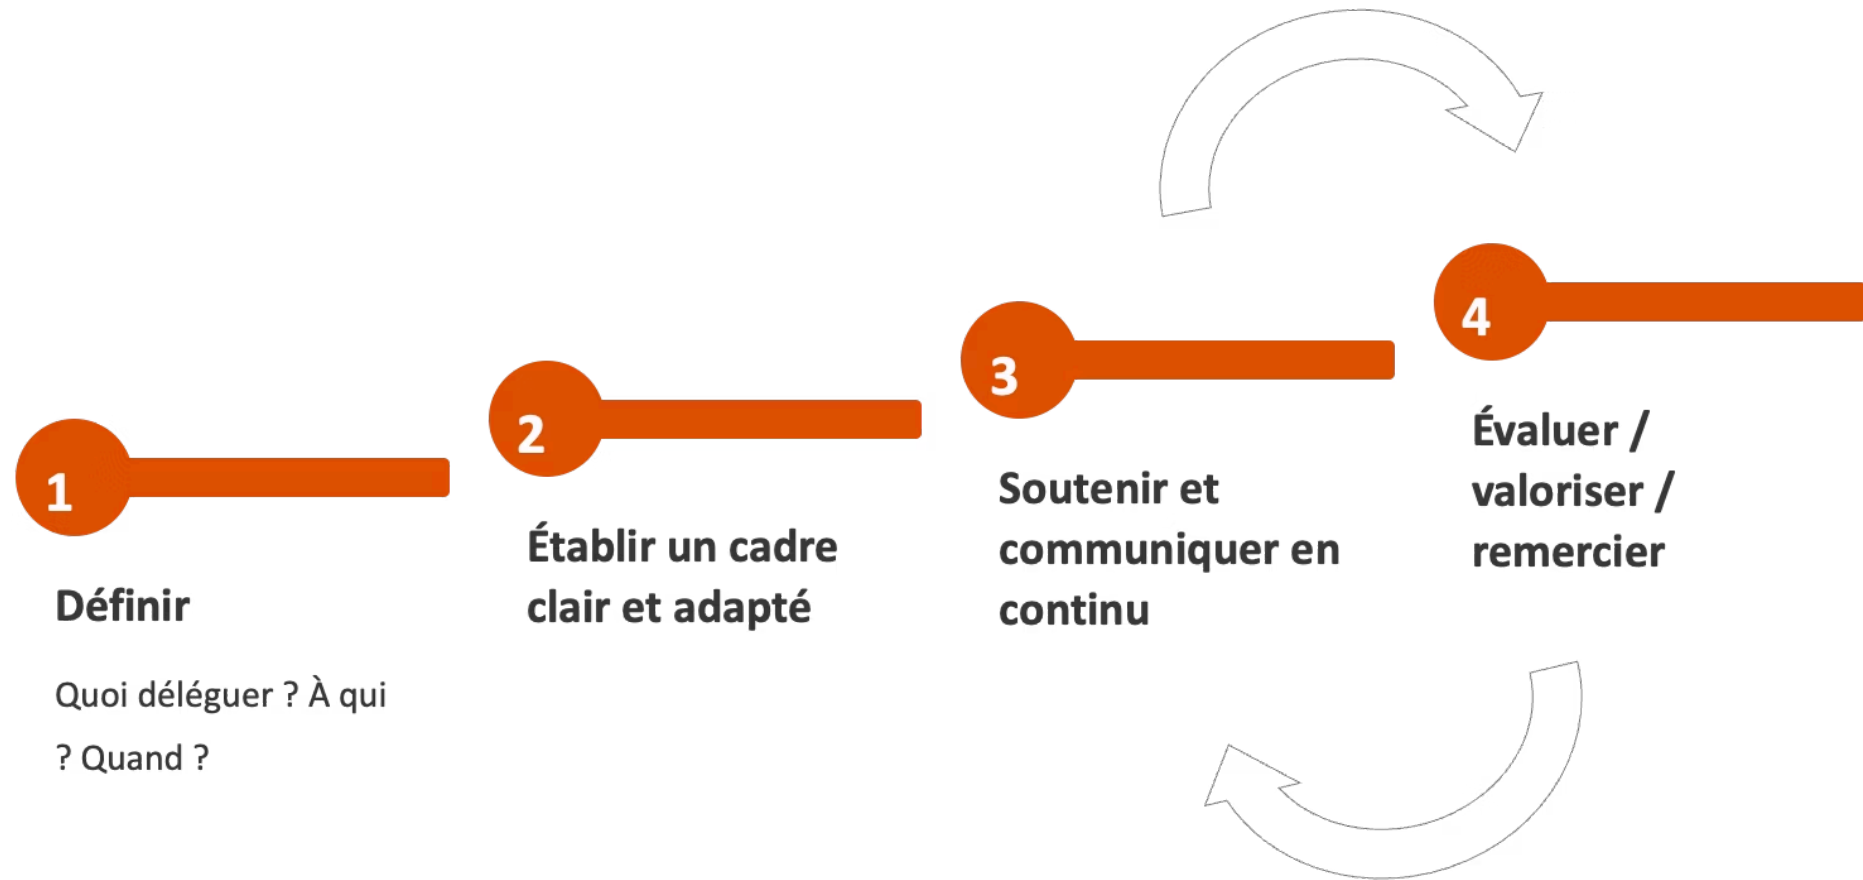 1
Définir
Quoi déléguer ? À qui
? Quand ?
2
Établir un cadre
clair et adapté
3
Soutenir et
communiquer en
continu
4
Évaluer /
valoriser /
remercier